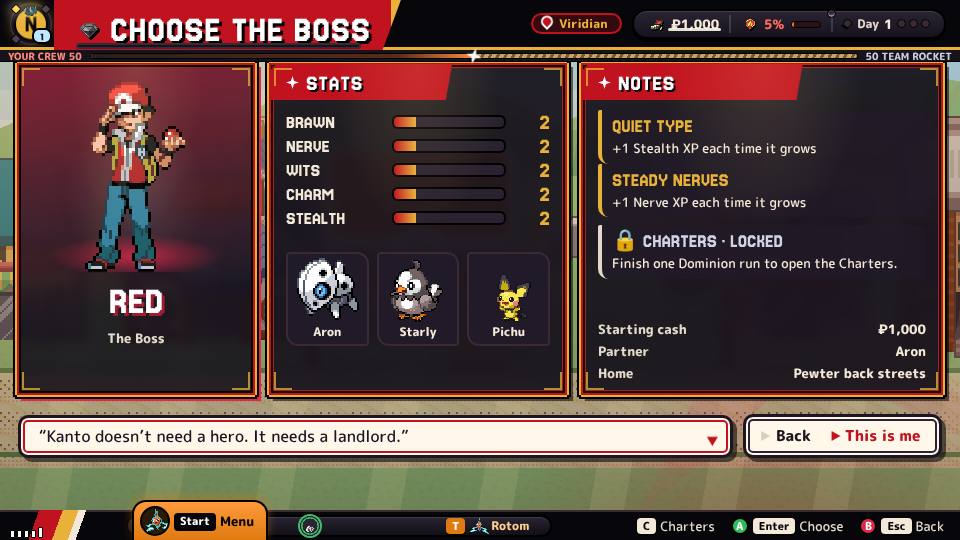 N
1
CHOOSE THE BOSS
Viridian
₽1,000
5%
Day 1
YOUR CREW 50
50 TEAM ROCKET
RED
The Boss
STATS
BRAWN 2
NERVE 2
WITS 2
CHARM 2
STEALTH 2
Aron
Starly
Pichu
NOTES
QUIET TYPE
+1 Stealth XP each time it grows
STEADY NERVES
+1 Nerve XP each time it grows
CHARTERS · LOCKED
Finish one Dominion run to open the Charters.
Starting cash ₽1,000
Partner Aron
Home Pewter back streets
“Kanto doesn’t need a hero. It needs a landlord.”
Back
This is me
Start Menu
T Rotom
C Charters
A Enter Choose
B Esc Back